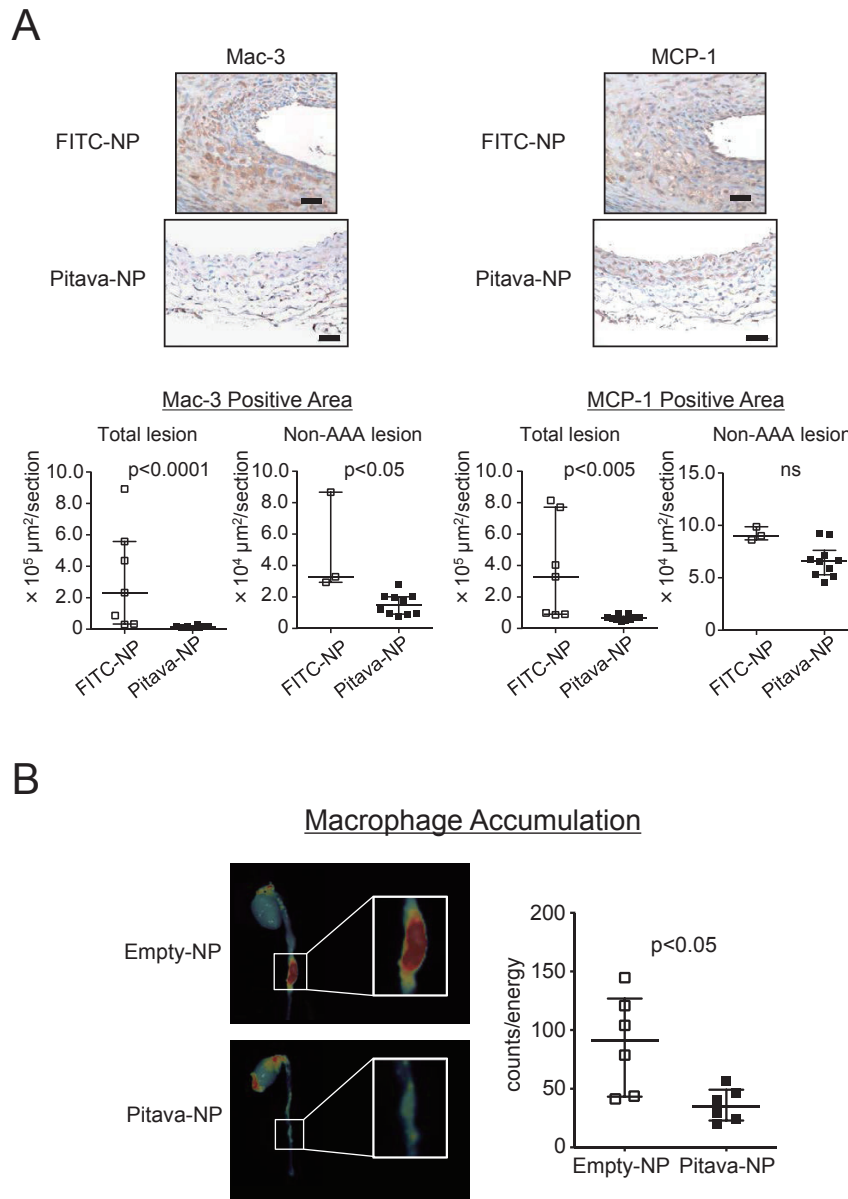 A
Mac-3
MCP-1
FITC-NP
FITC-NP
Pitava-NP
Pitava-NP
Mac-3 Positive Area
MCP-1 Positive Area
Total lesion
Non-AAA lesion
Total lesion
Non-AAA lesion
× 10⁵ μm²/section
10.0
8.0
6.0
4.0
2.0
0
p<0.0001
FITC-NP
Pitava-NP
× 10⁴ μm²/section
10.0
8.0
6.0
4.0
2.0
0
p<0.05
FITC-NP
Pitava-NP
× 10⁵ μm²/section
10.0
8.0
6.0
4.0
2.0
0
p<0.005
FITC-NP
Pitava-NP
× 10⁴ μm²/section
15.0
10.0
5.0
0
ns
FITC-NP
Pitava-NP
B
Macrophage Accumulation
Empty-NP
Pitava-NP
counts/energy
200
150
100
50
0
p<0.05
Empty-NP
Pitava-NP